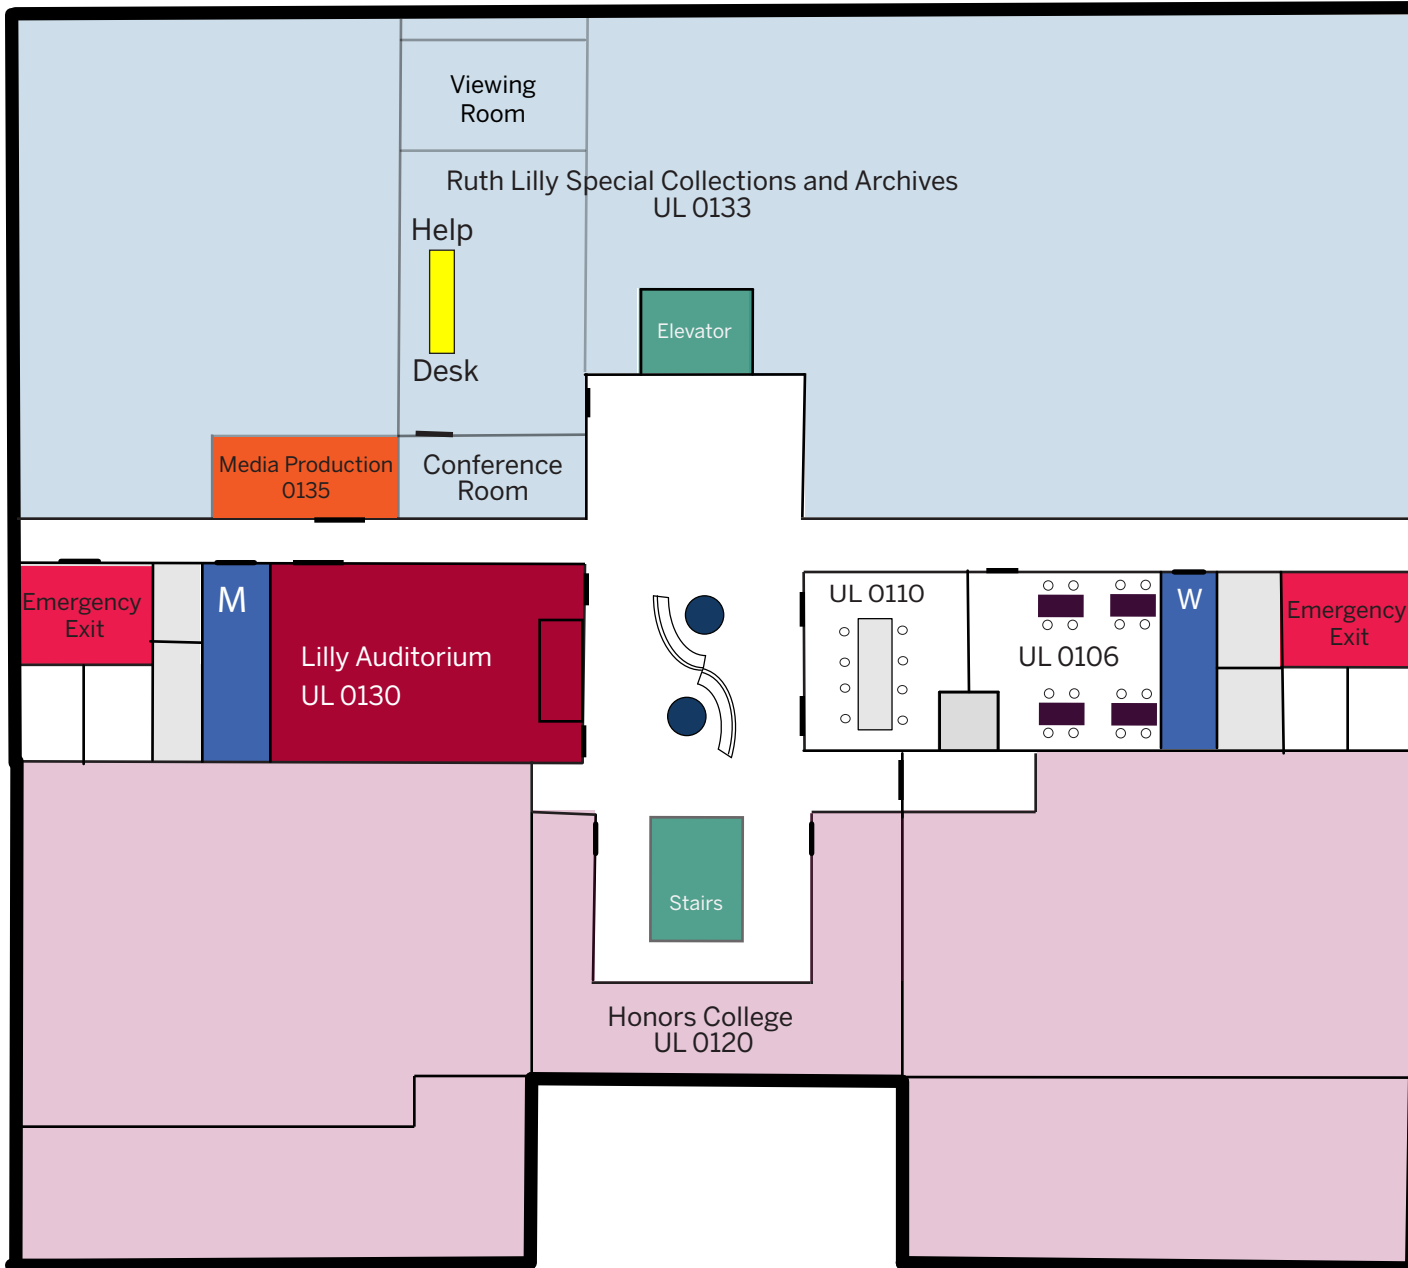 Viewing
Room
Ruth Lilly Special Collections and Archives
UL 0133
Help
Desk
Elevator
Media Production
0135
Conference
Room
Emergency
Exit
M
Lilly Auditorium
UL 0130
UL 0110
UL 0106
W
Emergency
Exit
Stairs
Honors College
UL 0120